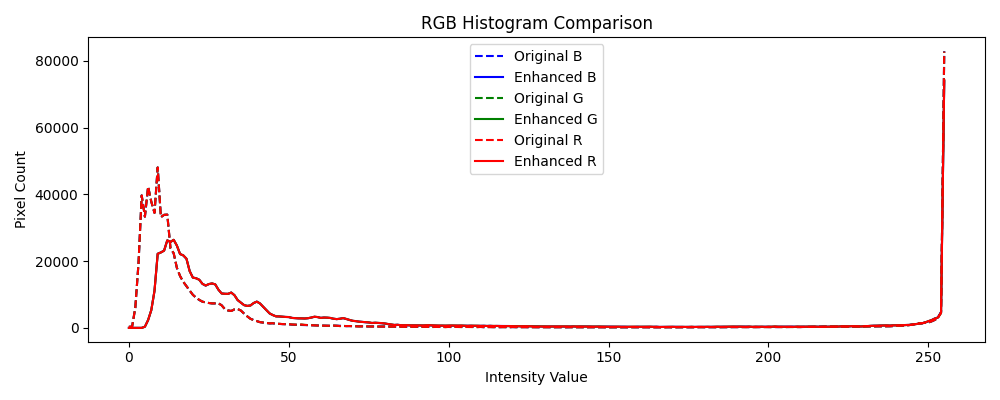 RGB Histogram Comparison
Original B
Enhanced B
Original G
Enhanced G
Original R
Enhanced R
80000
60000
40000
20000
0
Pixel Count
0 50 100 150 200 250
Intensity Value